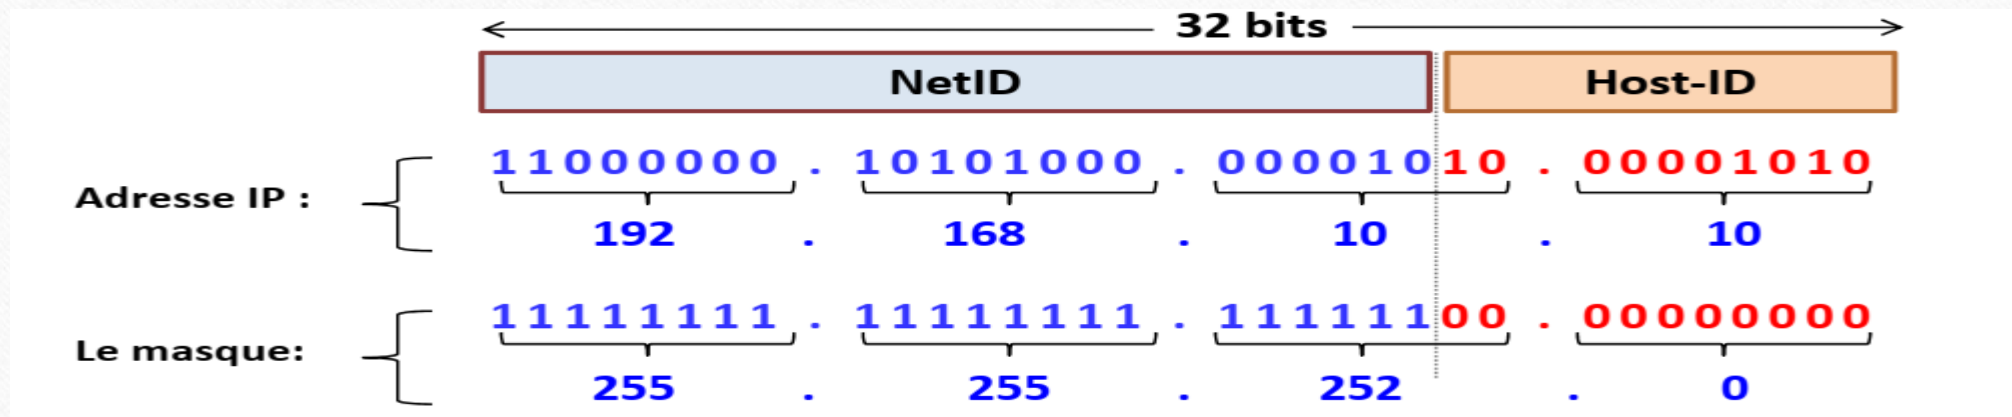 32 bits
NetID Host-ID
11000000 . 10101000 . 00001010 . 00001010
Adresse IP :
192 . 168 . 10 . 10
11111111 . 11111111 . 11111100 . 00000000
Le masque:
255 . 255 . 252 . 0